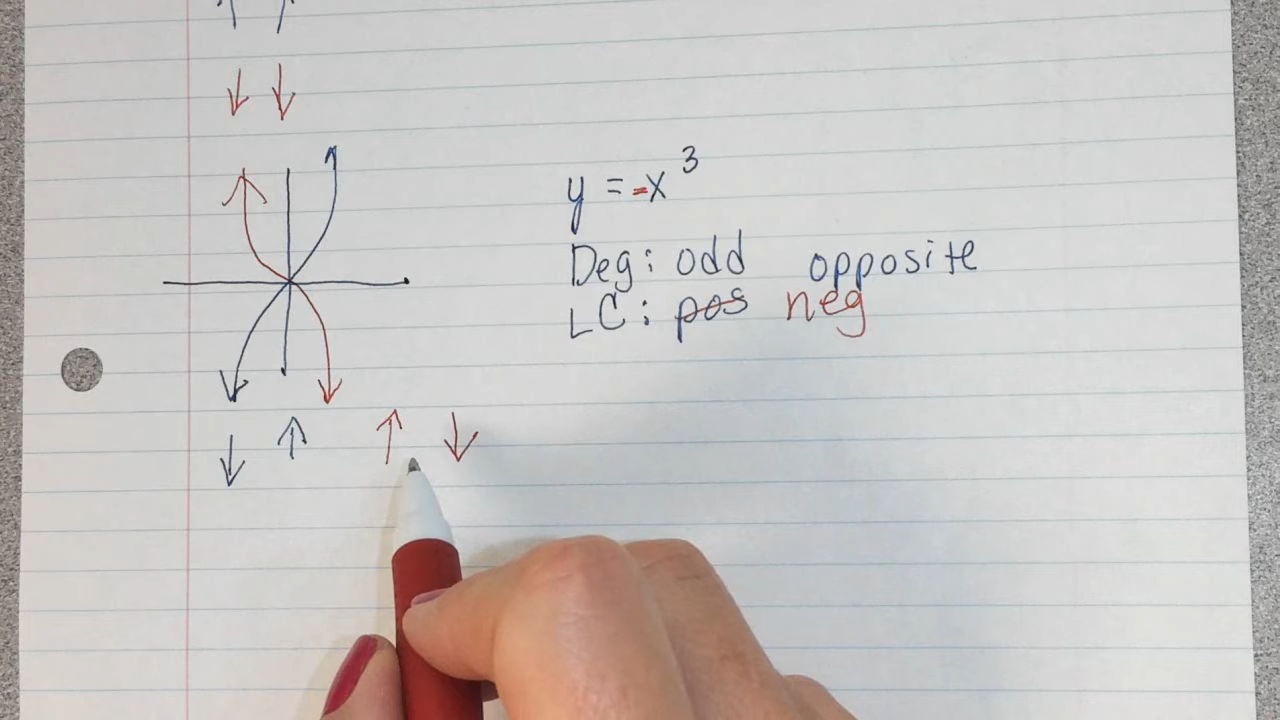 y = -x³
Deg: odd opposite
LC: pos neg